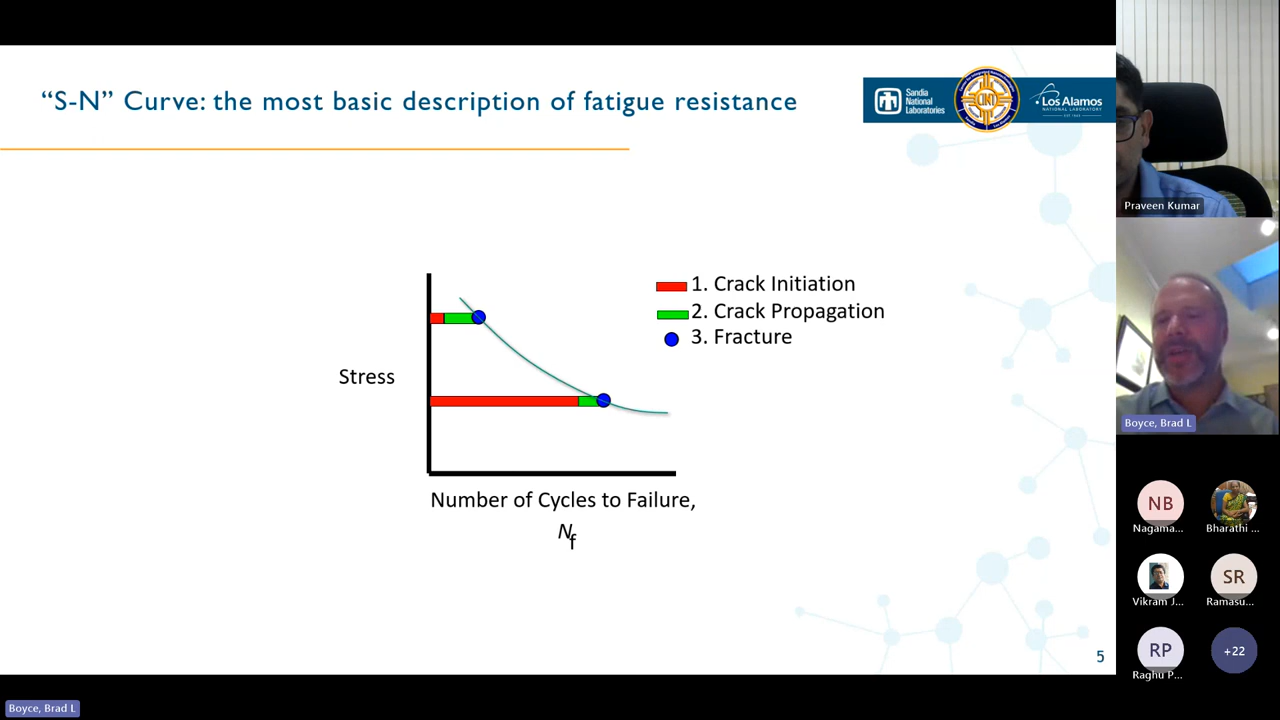 “S-N” Curve: the most basic description of fatigue resistance
Sandia
National
Laboratories
Los Alamos
NATIONAL LABORATORY
EST. 1943
1. Crack Initiation
2. Crack Propagation
3. Fracture
Stress
Number of Cycles to Failure,
Nf
5
Praveen Kumar
Boyce, Brad L
NB
Nagama...
Bharathi ...
Vikram J...
SR
Ramasu...
RP
Raghu P...
+22
Boyce, Brad L